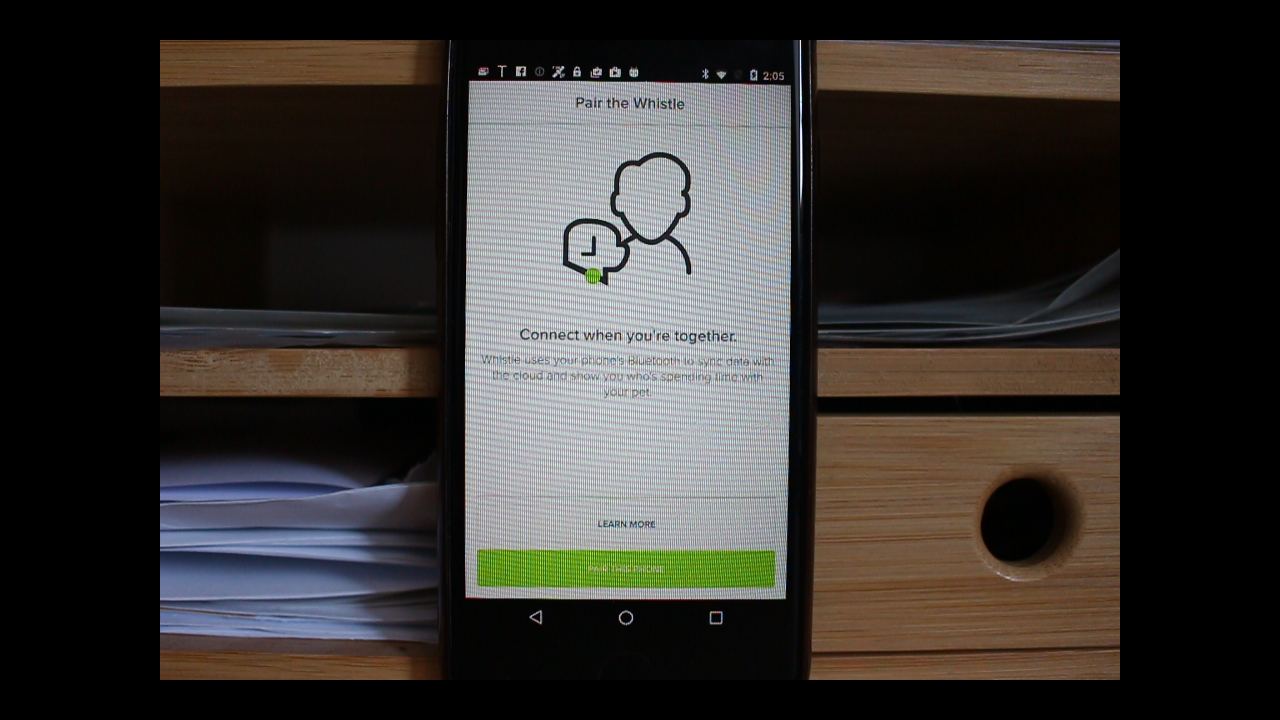 2:05
Pair the Whistle
Connect when you're together.
Whistle uses your phone's Bluetooth to sync data with
the cloud and show you who's spending time with
your pet.
LEARN MORE
PAIR THIS PHONE